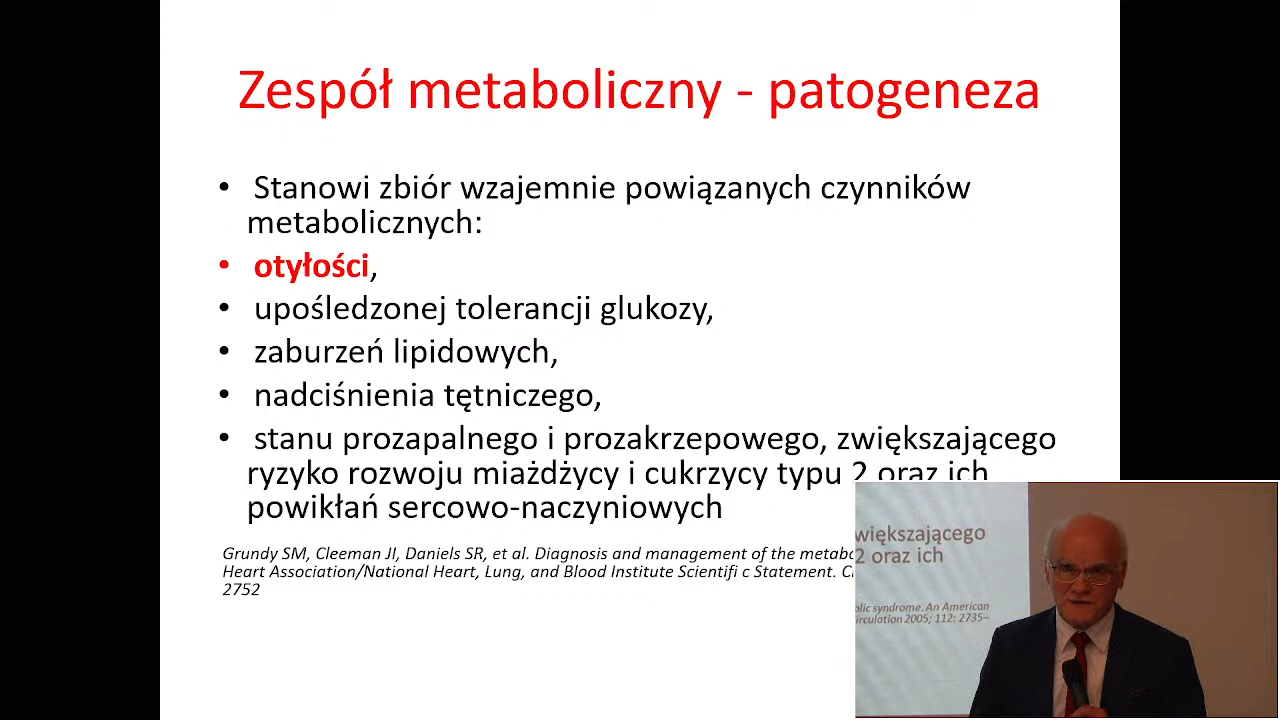 Zespół metaboliczny - patogeneza
• Stanowi zbiór wzajemnie powiązanych czynników
metabolicznych:
• otyłości,
• upośledzonej tolerancji glukozy,
• zaburzeń lipidowych,
• nadciśnienia tętniczego,
• stanu prozapalnego i prozakrzepowego, zwiększającego
ryzyko rozwoju miażdżycy i cukrzycy typu 2 oraz ich
powikłań sercowo-naczyniowych
Grundy SM, Cleeman JI, Daniels SR, et al. Diagnosis and management of the metabo
Heart Association/National Heart, Lung, and Blood Institute Scientifi c Statement. Ci
2752
większającego
2 oraz ich
olic syndrome. An American
irculation 2005; 112: 2735–